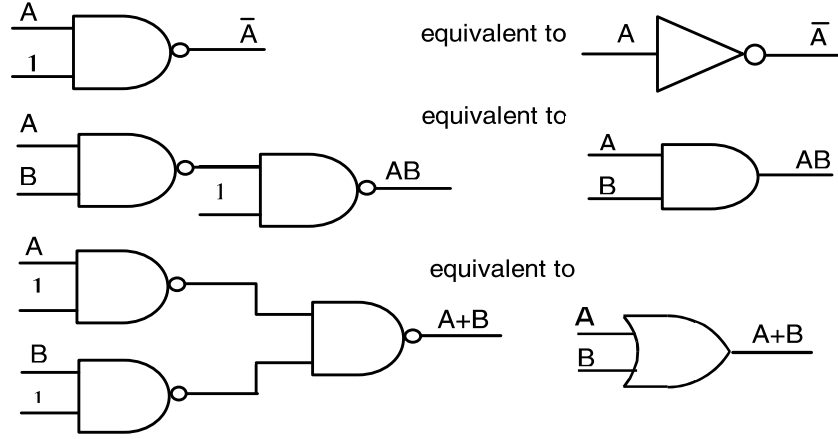 A
1
A̅
equivalent to
A
A̅
A
B
1
AB
equivalent to
A
B
AB
A
1
B
1
A+B
equivalent to
A
B
A+B